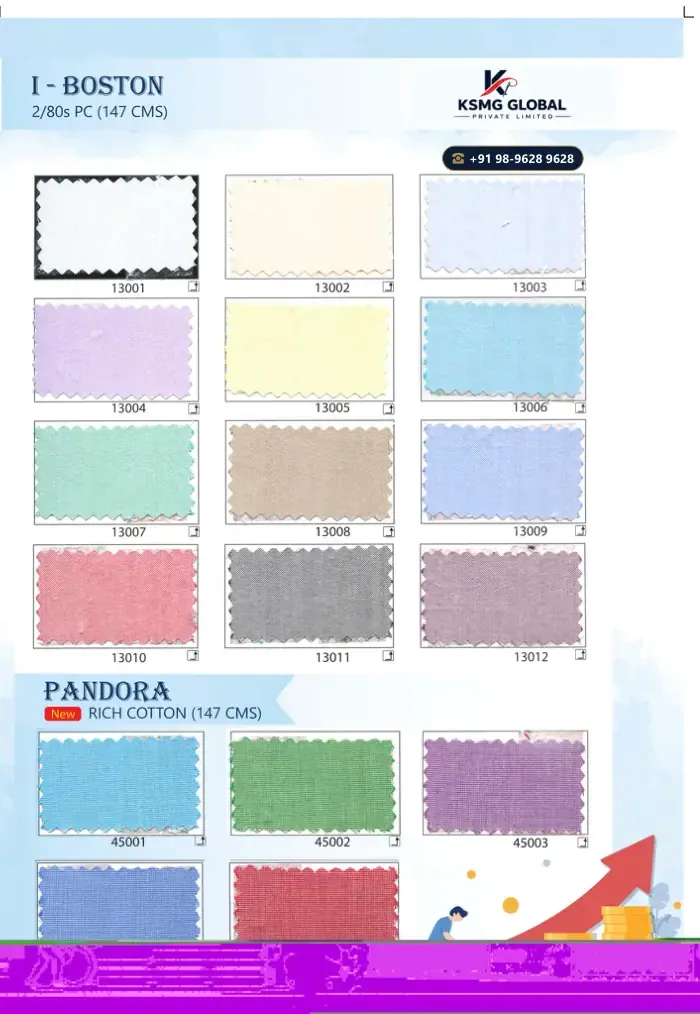 I - BOSTON
2/80s PC (147 CMS)
KSMG GLOBAL
PRIVATE LIMITED
+91 98-9628 9628
13001
13002
13003
13004
13005
13006
13007
13008
13009
13010
13011
13012
PANDORA
New RICH COTTON (147 CMS)
45001
45002
45003